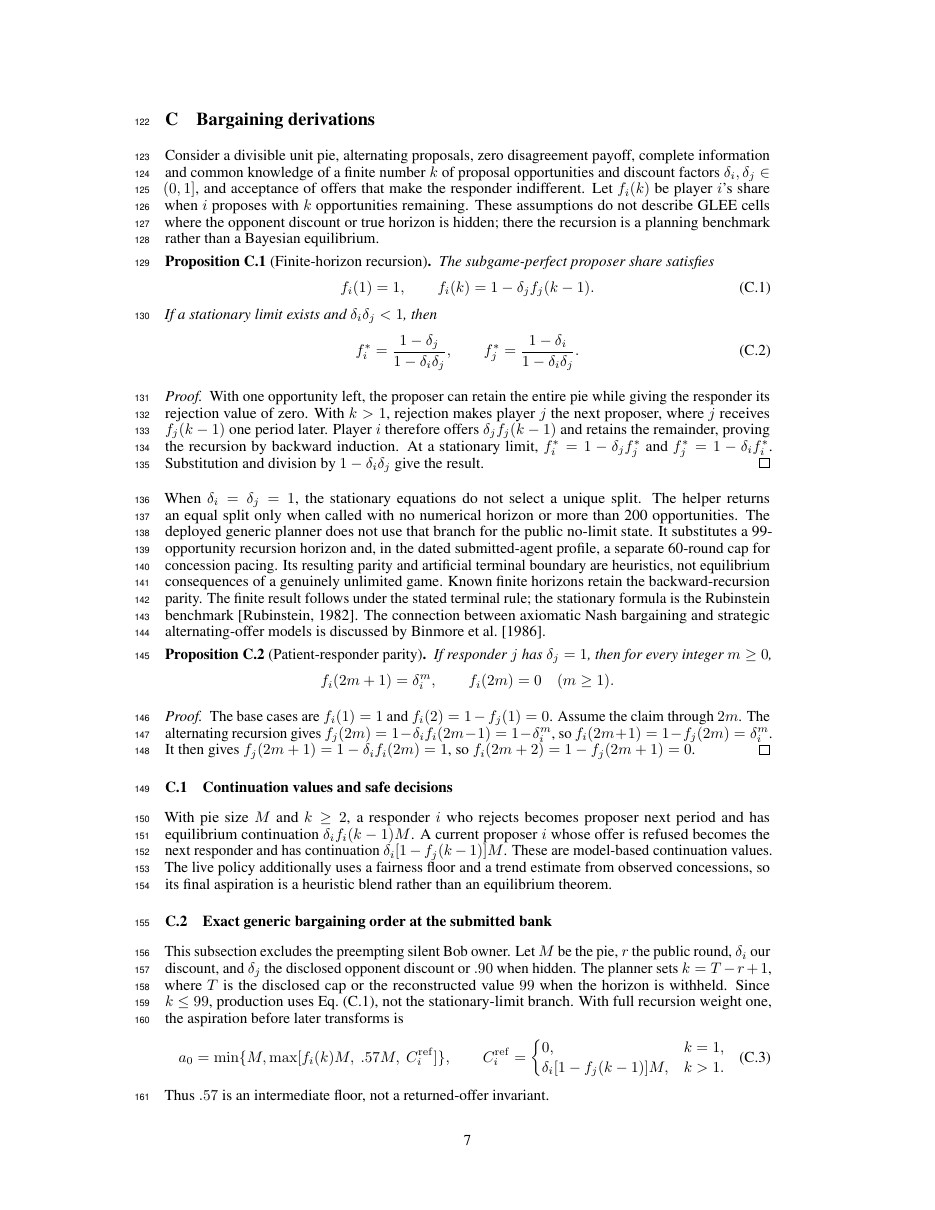 122 C Bargaining derivations
123 Consider a divisible unit pie, alternating proposals, zero disagreement payoff, complete information
124 and common knowledge of a finite number k of proposal opportunities and discount factors δ_i, δ_j ∈
125 (0, 1], and acceptance of offers that make the responder indifferent. Let f_i(k) be player i's share
126 when i proposes with k opportunities remaining. These assumptions do not describe GLEE cells
127 where the opponent discount or true horizon is hidden; there the recursion is a planning benchmark
128 rather than a Bayesian equilibrium.
129 Proposition C.1 (Finite-horizon recursion). The subgame-perfect proposer share satisfies
f_i(1) = 1, f_i(k) = 1 − δ_j f_j(k − 1). (C.1)
130 If a stationary limit exists and δ_iδ_j < 1, then
f_i^* = (1 − δ_j)/(1 − δ_iδ_j), f_j^* = (1 − δ_i)/(1 − δ_iδ_j). (C.2)
131 Proof. With one opportunity left, the proposer can retain the entire pie while giving the responder its
132 rejection value of zero. With k > 1, rejection makes player j the next proposer, where j receives
133 f_j(k − 1) one period later. Player i therefore offers δ_j f_j(k − 1) and retains the remainder, proving
134 the recursion by backward induction. At a stationary limit, f_i^* = 1 − δ_j f_j^* and f_j^* = 1 − δ_i f_i^*.
135 Substitution and division by 1 − δ_iδ_j give the result. □
136 When δ_i = δ_j = 1, the stationary equations do not select a unique split. The helper returns
137 an equal split only when called with no numerical horizon or more than 200 opportunities. The
138 deployed generic planner does not use that branch for the public no-limit state. It substitutes a 99-
139 opportunity recursion horizon and, in the dated submitted-agent profile, a separate 60-round cap for
140 concession pacing. Its resulting parity and artificial terminal boundary are heuristics, not equilibrium
141 consequences of a genuinely unlimited game. Known finite horizons retain the backward-recursion
142 parity. The finite result follows under the stated terminal rule; the stationary formula is the Rubinstein
143 benchmark [Rubinstein, 1982]. The connection between axiomatic Nash bargaining and strategic
144 alternating-offer models is discussed by Binmore et al. [1986].
145 Proposition C.2 (Patient-responder parity). If responder j has δ_j = 1, then for every integer m ≥ 0,
f_i(2m + 1) = δ_i^m, f_i(2m) = 0 (m ≥ 1).
146 Proof. The base cases are f_i(1) = 1 and f_i(2) = 1 − f_j(1) = 0. Assume the claim through 2m. The
147 alternating recursion gives f_j(2m) = 1−δ_i f_i(2m−1) = 1−δ_i^m, so f_i(2m+1) = 1−f_j(2m) = δ_i^m.
148 It then gives f_j(2m + 1) = 1 − δ_i f_i(2m) = 1, so f_i(2m + 2) = 1 − f_j(2m + 1) = 0. □
149 C.1 Continuation values and safe decisions
150 With pie size M and k ≥ 2, a responder i who rejects becomes proposer next period and has
151 equilibrium continuation δ_i f_i(k − 1)M. A current proposer i whose offer is refused becomes the
152 next responder and has continuation δ_i[1 − f_j(k − 1)]M. These are model-based continuation values.
153 The live policy additionally uses a fairness floor and a trend estimate from observed concessions, so
154 its final aspiration is a heuristic blend rather than an equilibrium theorem.
155 C.2 Exact generic bargaining order at the submitted bank
156 This subsection excludes the preempting silent Bob owner. Let M be the pie, r the public round, δ_i our
157 discount, and δ_j the disclosed opponent discount or .90 when hidden. The planner sets k = T − r + 1,
158 where T is the disclosed cap or the reconstructed value 99 when the horizon is withheld. Since
159 k ≤ 99, production uses Eq. (C.1), not the stationary-limit branch. With full recursion weight one,
160 the aspiration before later transforms is
a_0 = min{M, max[f_i(k)M, .57M, C_i^ref]}, C_i^ref = { 0, k = 1, δ_i[1 − f_j(k − 1)]M, k > 1. (C.3)
161 Thus .57 is an intermediate floor, not a returned-offer invariant.
7